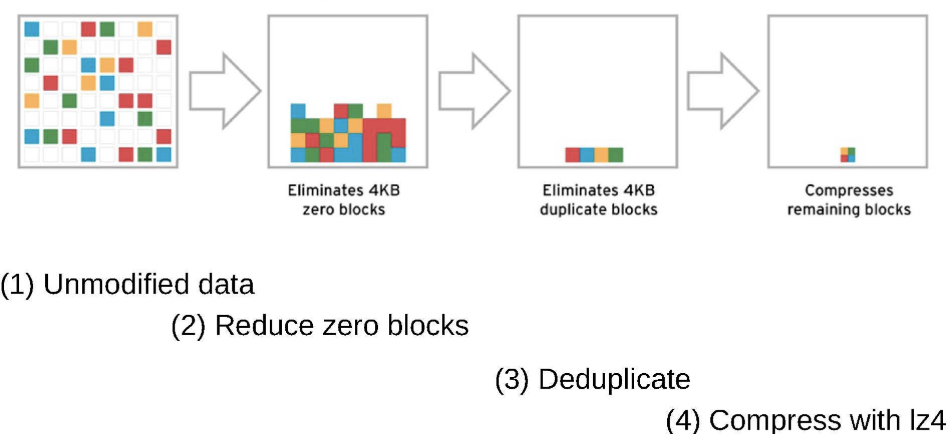 Eliminates 4KB
zero blocks
Eliminates 4KB
duplicate blocks
Compresses
remaining blocks
(1) Unmodified data
(2) Reduce zero blocks
(3) Deduplicate
(4) Compress with lz4